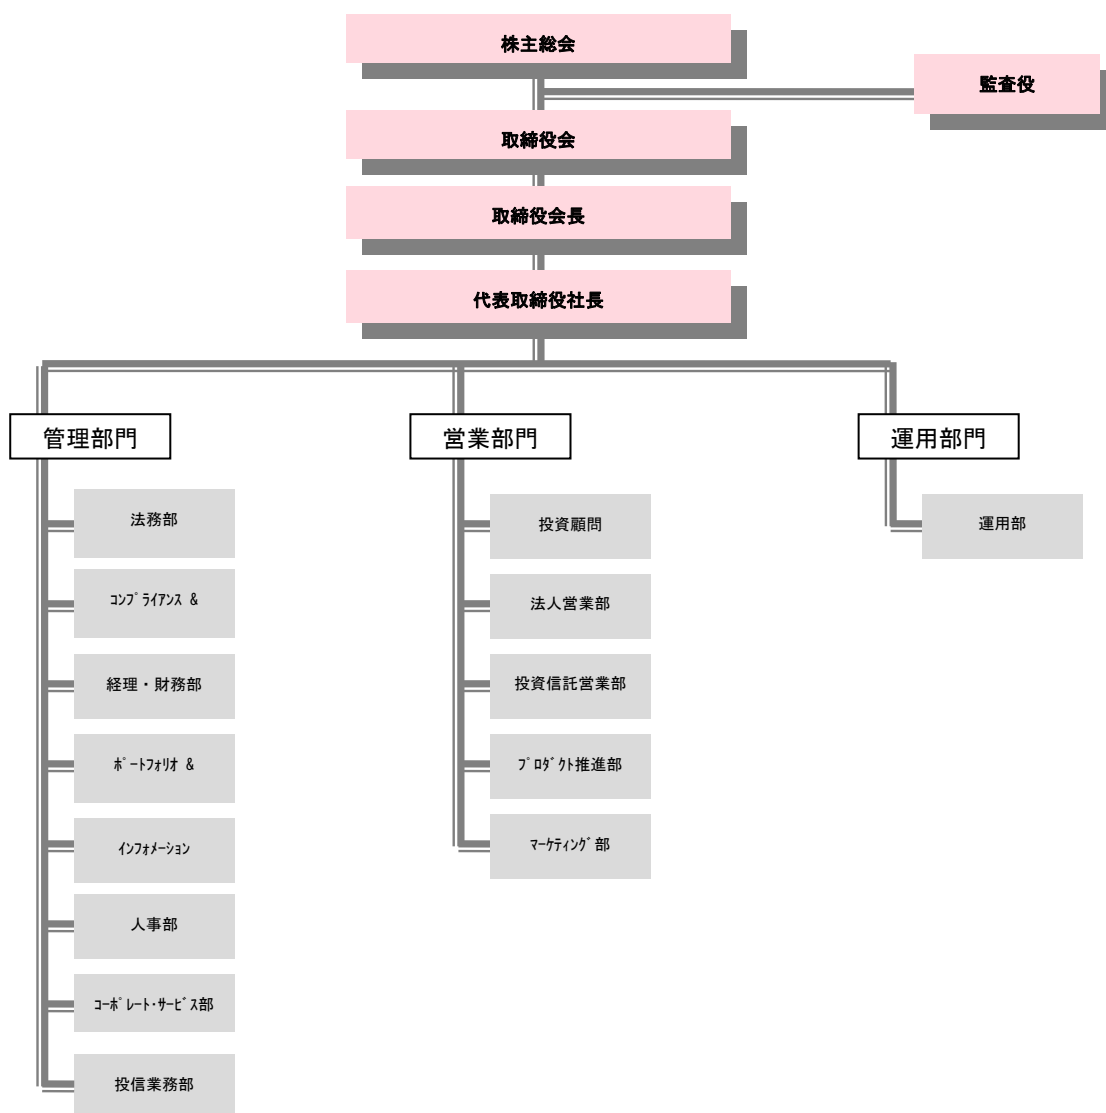 株主総会
監査役
取締役会
取締役会長
代表取締役社長
管理部門
営業部門
運用部門
法務部
ｺﾝﾌﾟﾗｲｱﾝｽ &
経理・財務部
ﾎﾟｰﾄﾌｫﾘｵ &
ｲﾝﾌｫﾒｰｼｮﾝ
人事部
ｺｰﾎﾟﾚｰﾄ･ｻｰﾋﾞｽ部
投信業務部
投資顧問
法人営業部
投資信託営業部
ﾌﾟﾛﾀﾞｸﾄ推進部
ﾏｰｹﾃｨﾝｸﾞ部
運用部